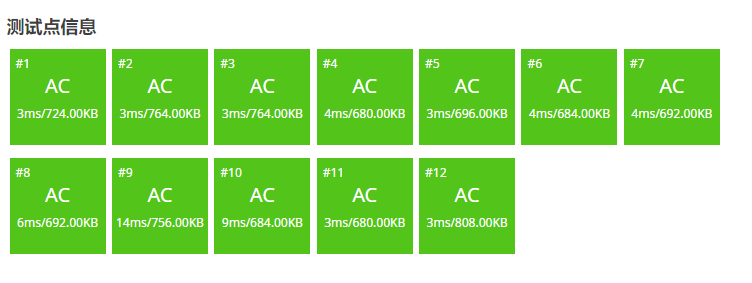 测试点信息
#1 #2 #3 #4 #5 #6 #7
AC AC AC AC AC AC AC
3ms/724.00KB 3ms/764.00KB 3ms/764.00KB 4ms/680.00KB 3ms/696.00KB 4ms/684.00KB 4ms/692.00KB
#8 #9 #10 #11 #12
AC AC AC AC AC
6ms/692.00KB 14ms/756.00KB 9ms/684.00KB 3ms/680.00KB 3ms/808.00KB